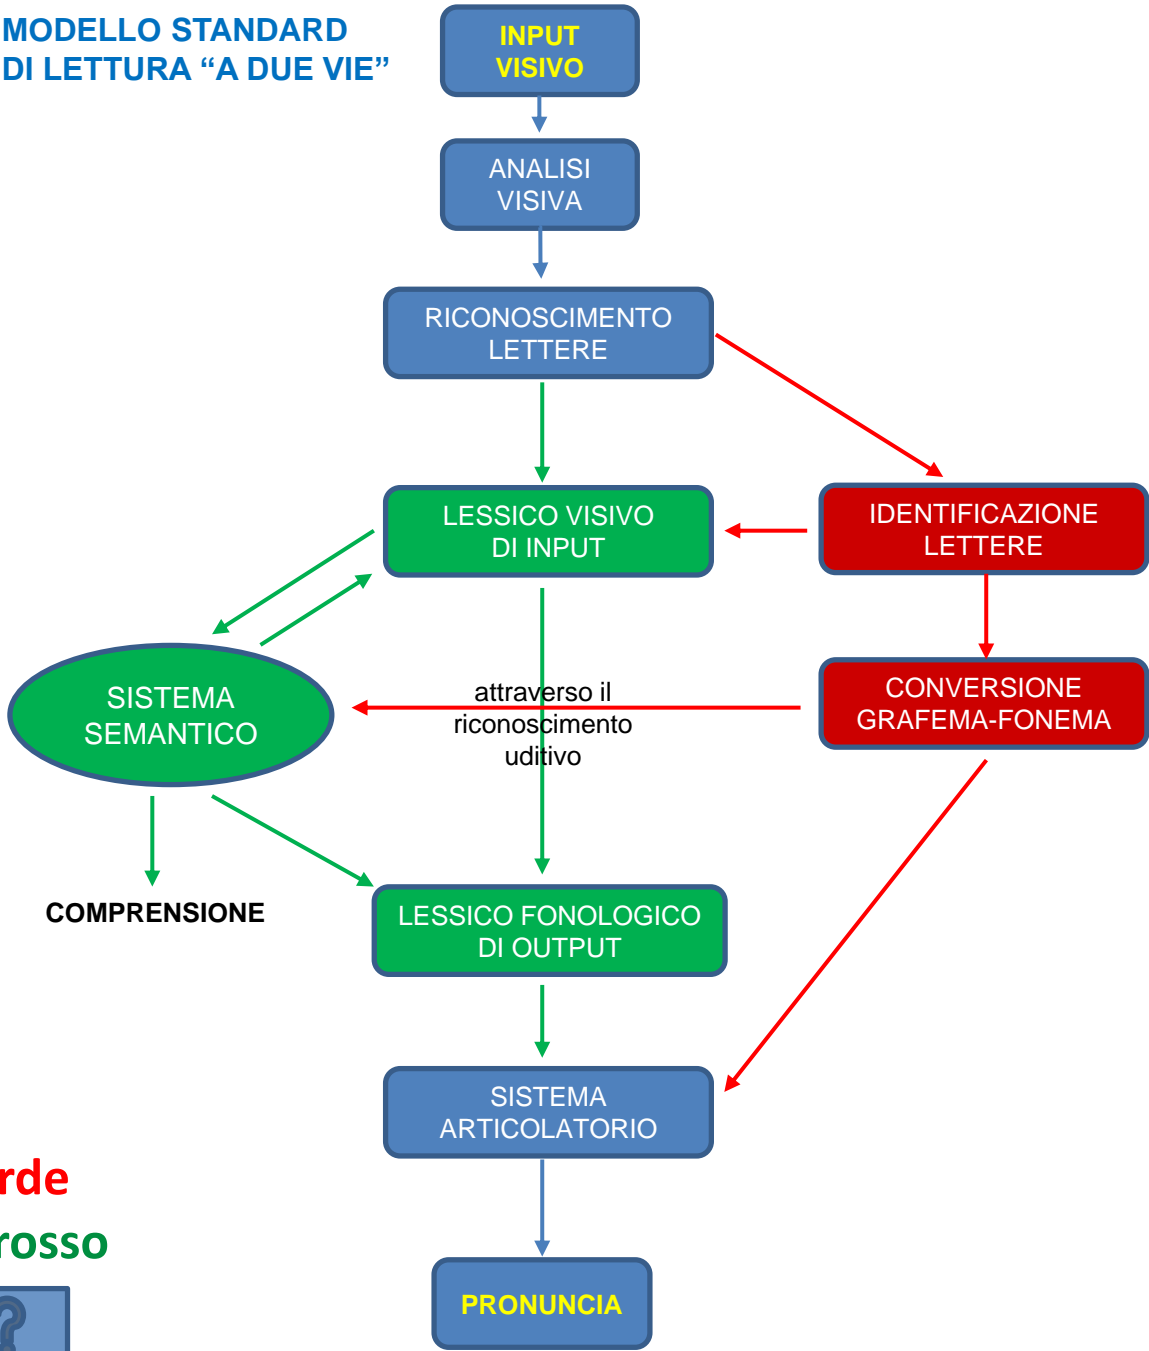 MODELLO STANDARD
DI LETTURA “A DUE VIE”
INPUT
VISIVO
ANALISI
VISIVA
RICONOSCIMENTO
LETTERE
LESSICO VISIVO
DI INPUT
IDENTIFICAZIONE
LETTERE
SISTEMA
SEMANTICO
attraverso il
riconoscimento
uditivo
CONVERSIONE
GRAFEMA-FONEMA
COMPRENSIONE
LESSICO FONOLOGICO
DI OUTPUT
SISTEMA
ARTICOLATORIO
rde
rosso
PRONUNCIA
?